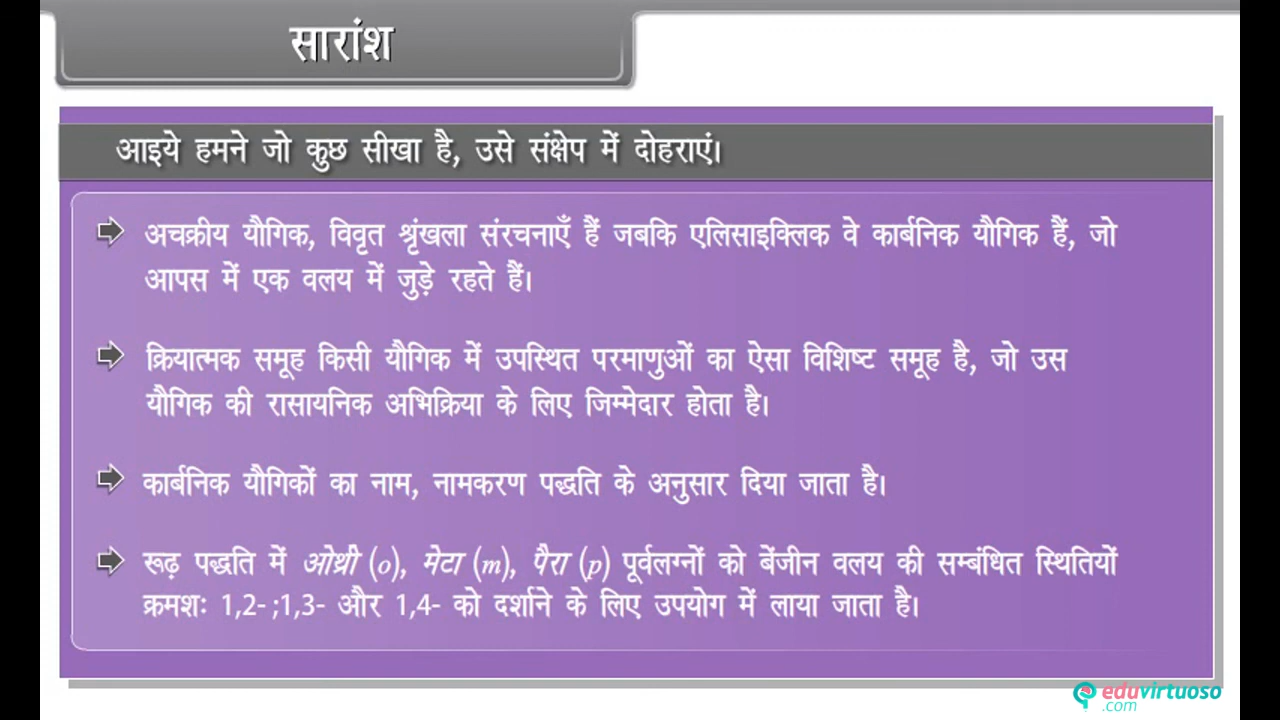 सारांश
आइये हमने जो कुछ सीखा है, उसे संक्षेप में दोहराएं।
अचक्रीय यौगिक, विवृत श्रृंखला संरचनाएँ हैं जबकि एलिसाइक्लिक वे कार्बनिक यौगिक हैं, जो
आपस में एक वलय में जुड़े रहते हैं।
क्रियात्मक समूह किसी यौगिक में उपस्थित परमाणुओं का ऐसा विशिष्ट समूह है, जो उस
यौगिक की रासायनिक अभिक्रिया के लिए जिम्मेदार होता है।
कार्बनिक यौगिकों का नाम, नामकरण पद्धति के अनुसार दिया जाता है।
रूढ़ पद्धति में ओथ्री (o), मेटा (m), पैरा (p) पूर्वलग्नों को बेंजीन वलय की सम्बंधित स्थितियों
क्रमशः 1,2- ;1,3- और 1,4- को दर्शाने के लिए उपयोग में लाया जाता है।
eduvirtuoso
.com